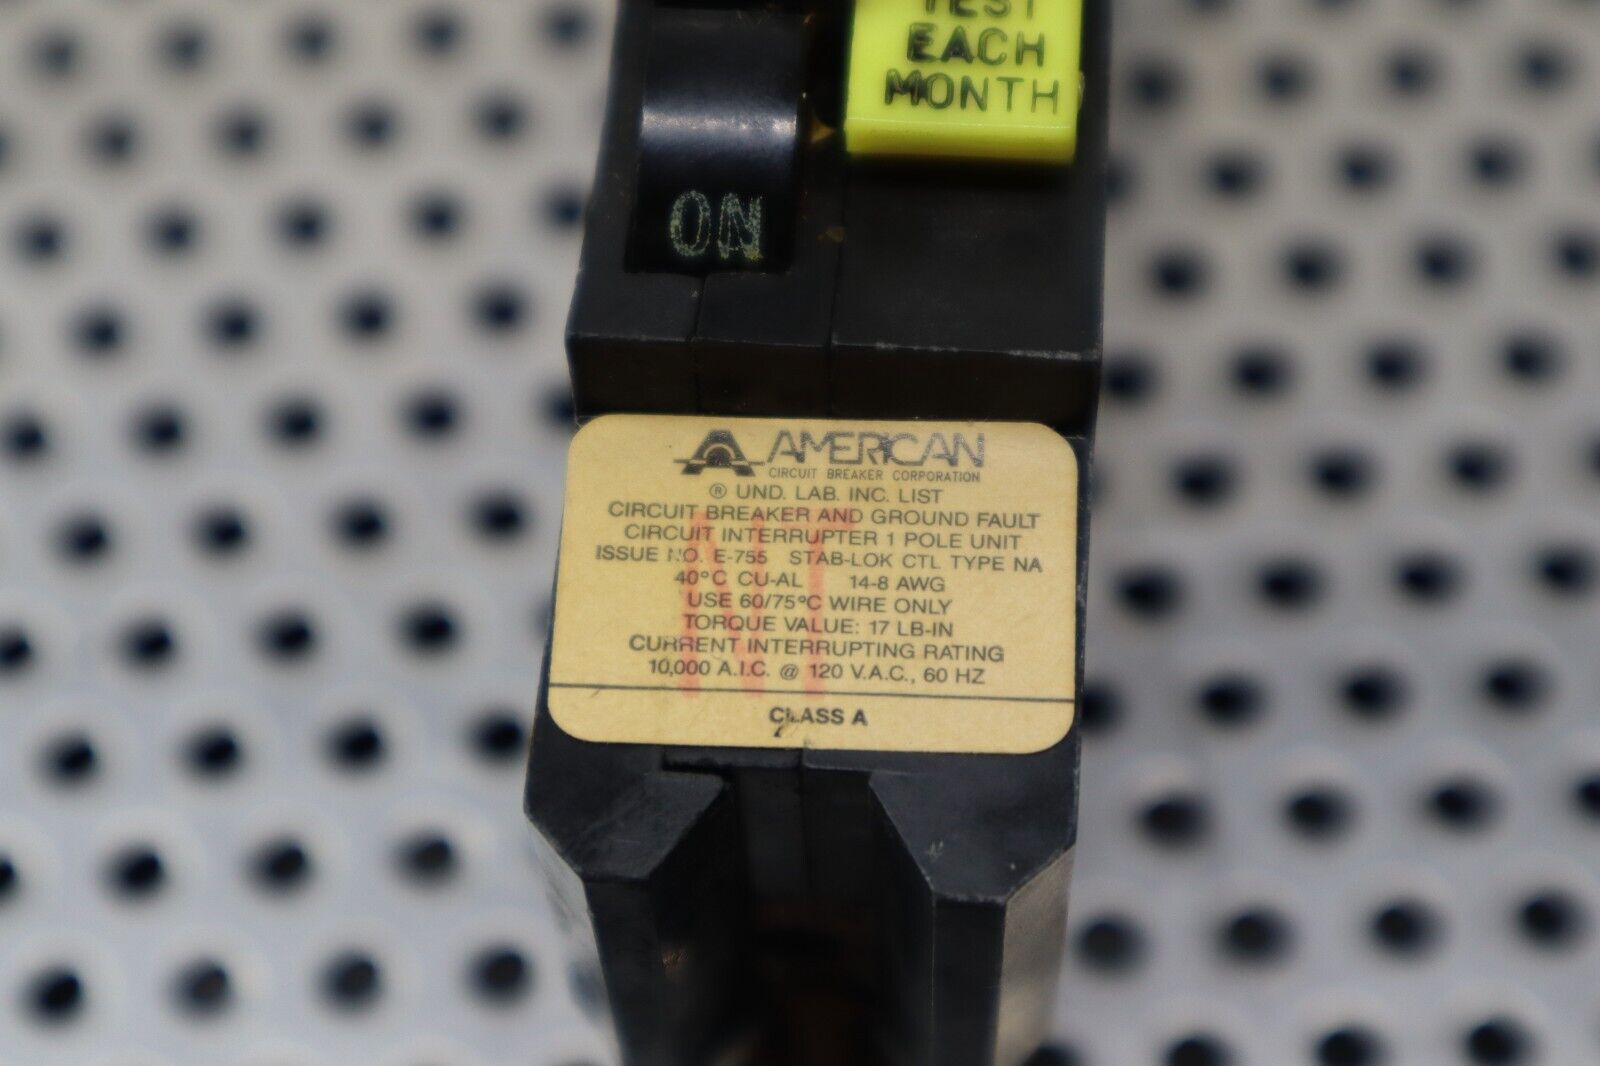 TEST
EACH
MONTH
ON
AMERICAN
CIRCUIT BREAKER CORPORATION
® UND. LAB. INC. LIST
CIRCUIT BREAKER AND GROUND FAULT
CIRCUIT INTERRUPTER 1 POLE UNIT
ISSUE NO. E-755 STAB-LOK CTL TYPE NA
40°C CU-AL 14-8 AWG
USE 60/75°C WIRE ONLY
TORQUE VALUE: 17 LB-IN
CURRENT INTERRUPTING RATING
10,000 A.I.C. @ 120 V.A.C., 60 HZ
CLASS A